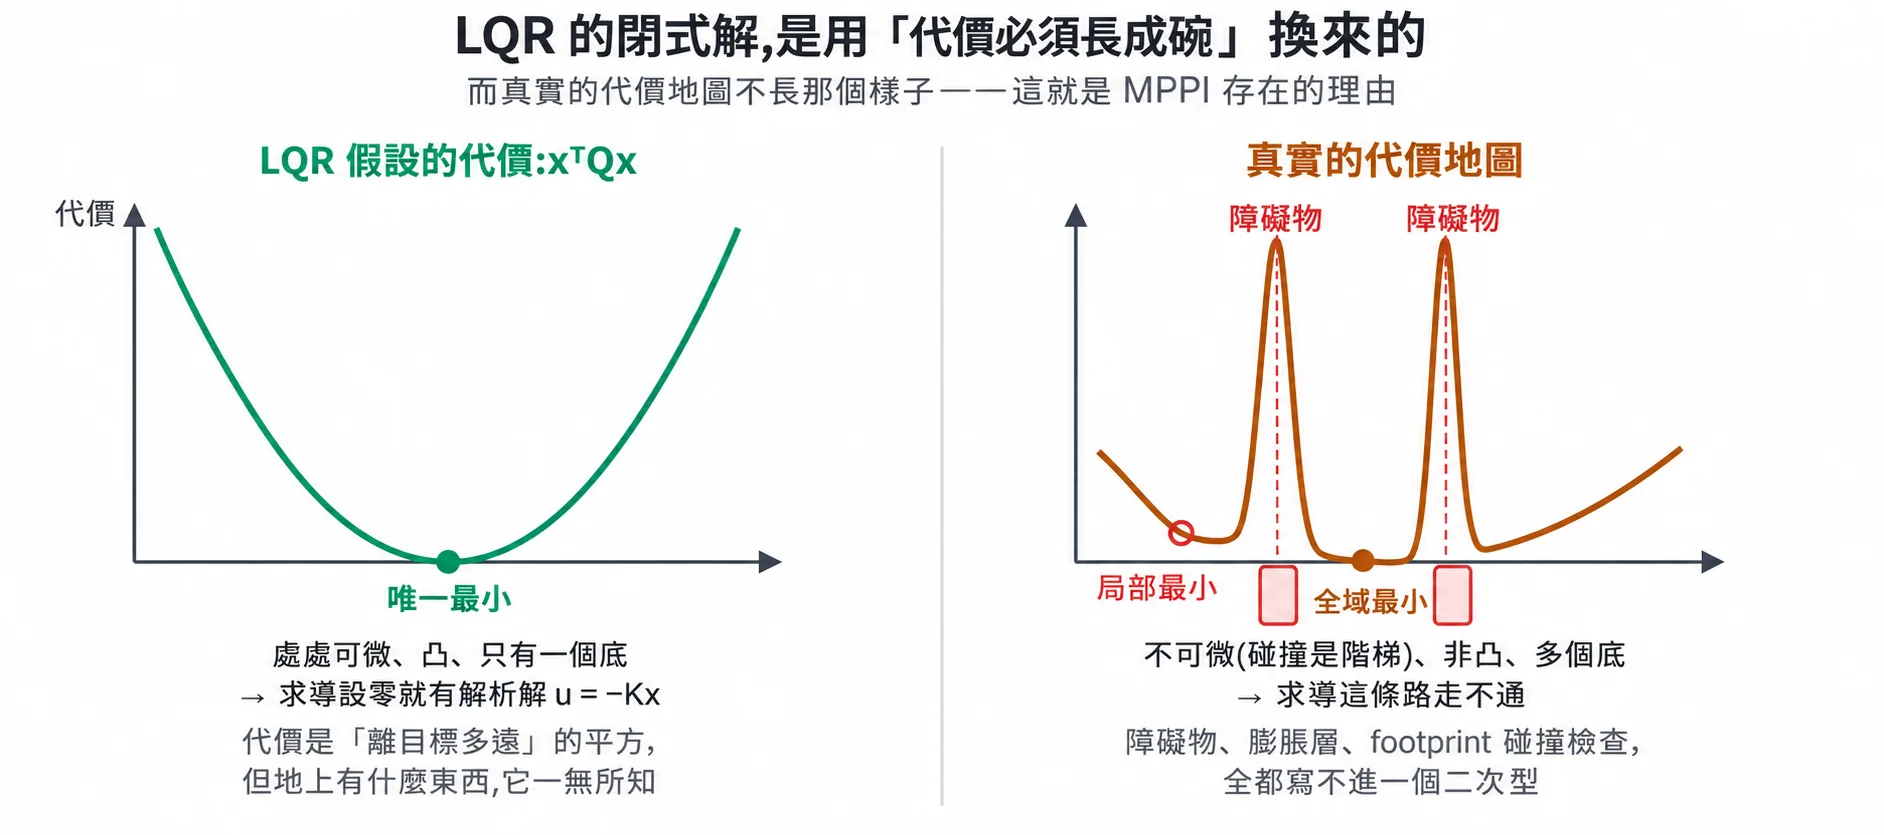 LQR 的閉式解,是用「代價必須長成碗」換來的
而真實的代價地圖不長那個樣子——這就是 MPPI 存在的理由
LQR 假設的代價:xᵀQx
代價
唯一最小
處處可微、凸、只有一個底
→ 求導設零就有解析解 u = −Kx
代價是「離目標多遠」的平方,
但地上有什麼東西,它一無所知
真實的代價地圖
障礙物
障礙物
局部最小
全域最小
不可微(碰撞是階梯)、非凸、多個底
→ 求導這條路走不通
障礙物、膨脹層、footprint 碰撞檢查,
全都寫不進一個二次型